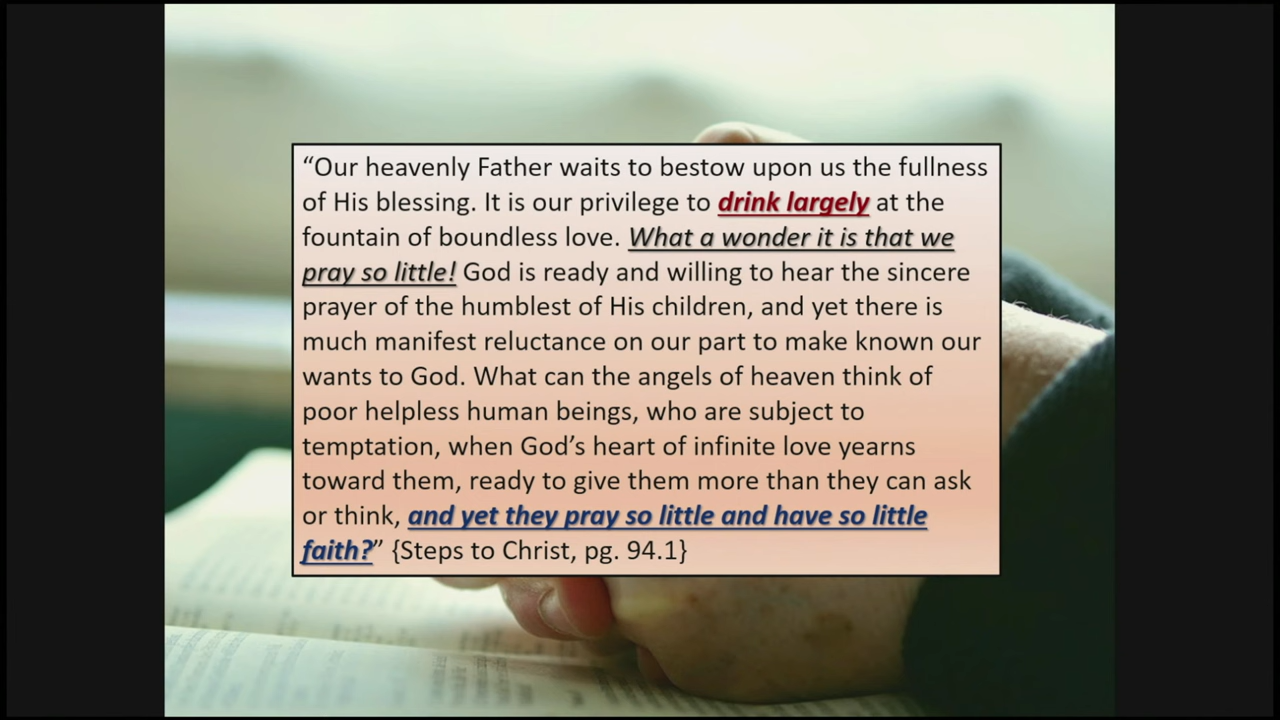 “Our heavenly Father waits to bestow upon us the fullness
of His blessing. It is our privilege to drink largely at the
fountain of boundless love. What a wonder it is that we
pray so little! God is ready and willing to hear the sincere
prayer of the humblest of His children, and yet there is
much manifest reluctance on our part to make known our
wants to God. What can the angels of heaven think of
poor helpless human beings, who are subject to
temptation, when God’s heart of infinite love yearns
toward them, ready to give them more than they can ask
or think, and yet they pray so little and have so little
faith?” {Steps to Christ, pg. 94.1}